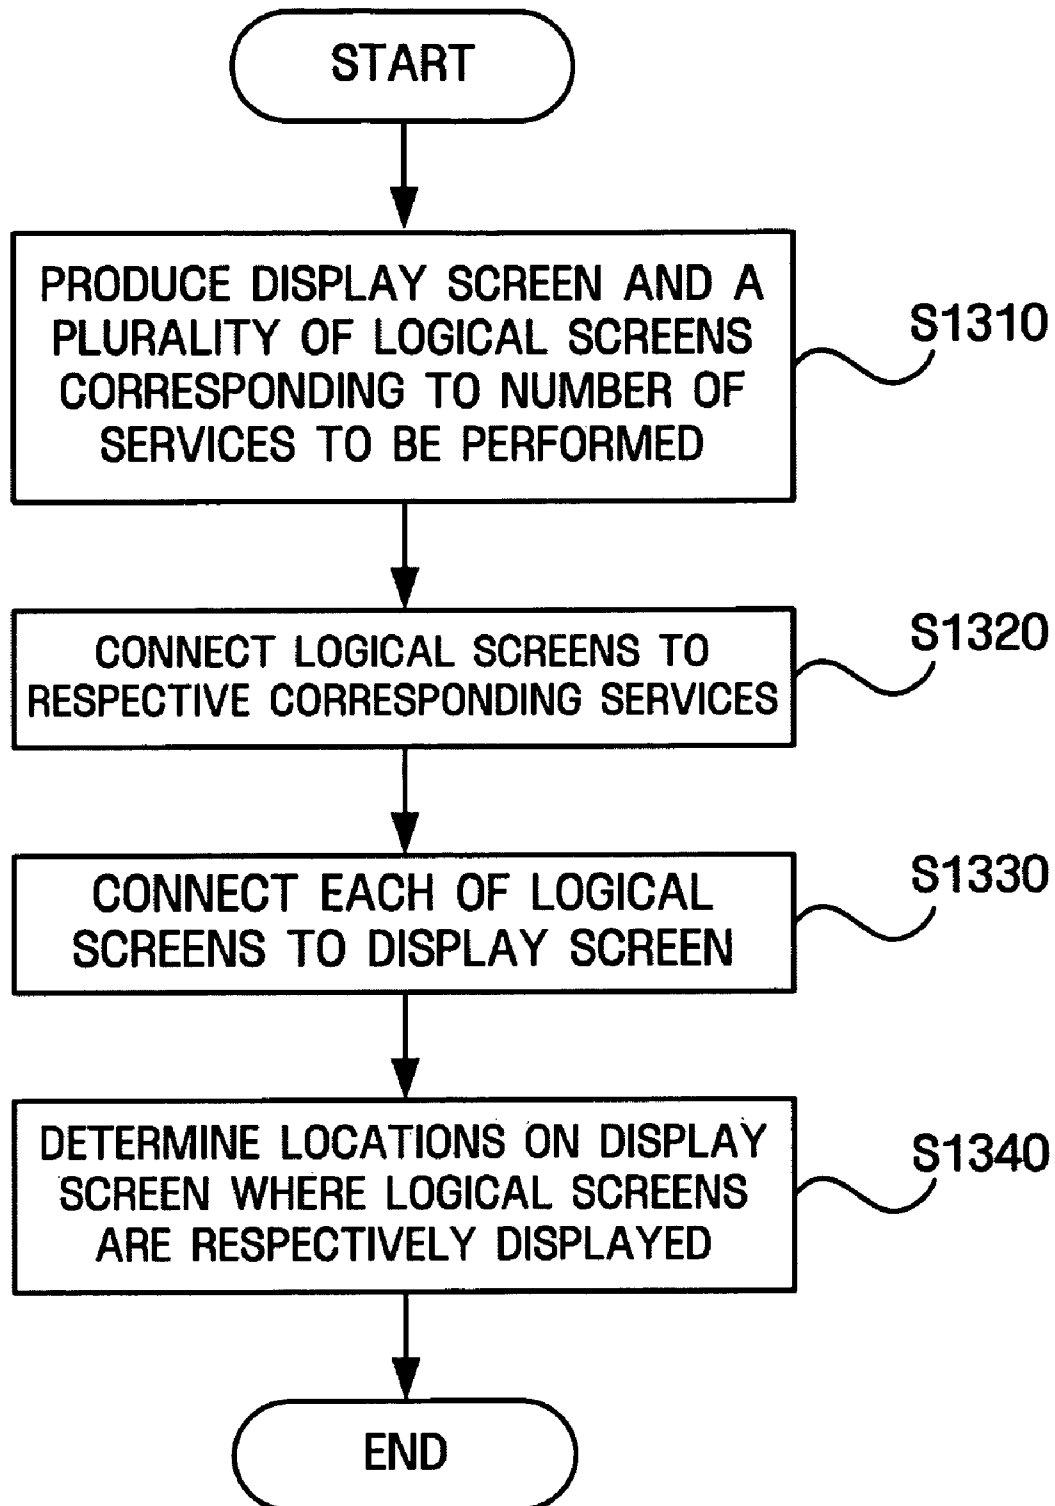 START
PRODUCE DISPLAY SCREEN AND A
PLURALITY OF LOGICAL SCREENS
CORRESPONDING TO NUMBER OF
SERVICES TO BE PERFORMED
S1310
CONNECT LOGICAL SCREENS TO
RESPECTIVE CORRESPONDING SERVICES
S1320
CONNECT EACH OF LOGICAL
SCREENS TO DISPLAY SCREEN
S1330
DETERMINE LOCATIONS ON DISPLAY
SCREEN WHERE LOGICAL SCREENS
ARE RESPECTIVELY DISPLAYED
S1340
END